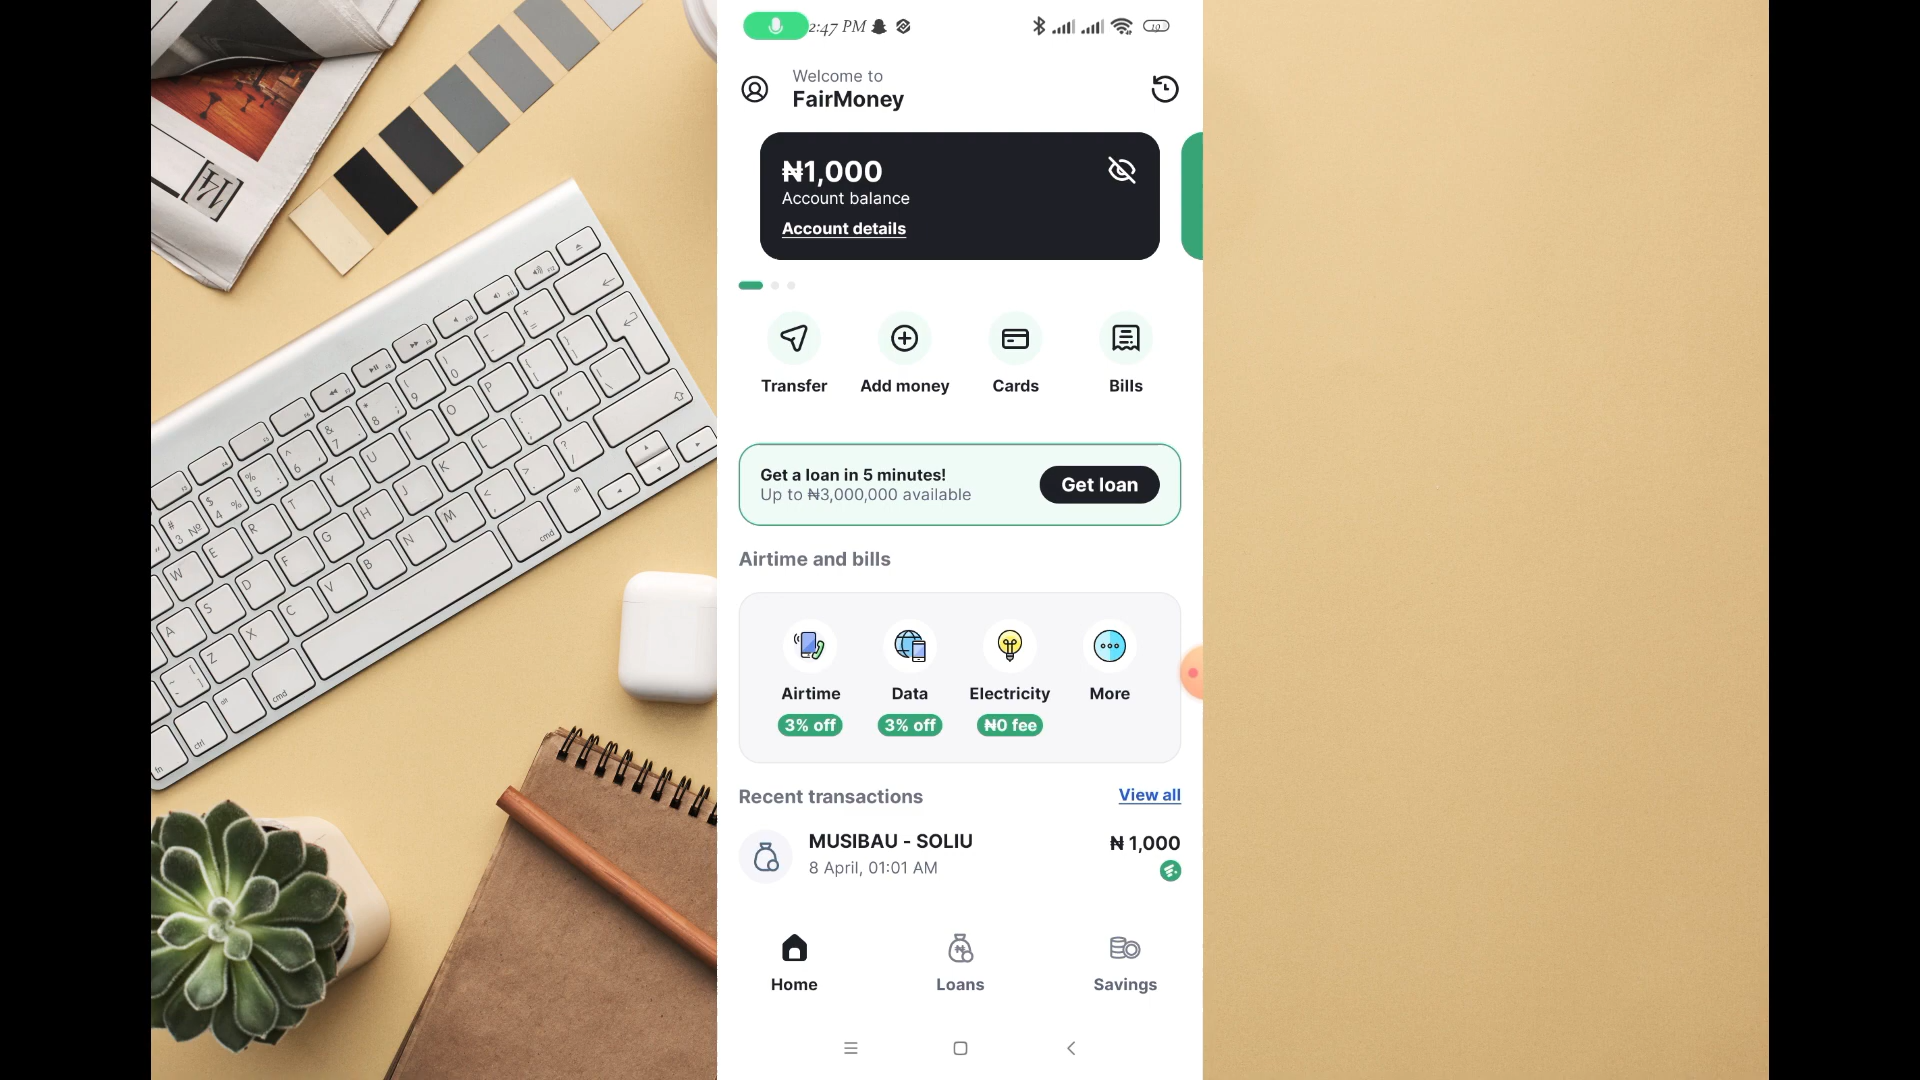 2:47 PM
19
Welcome to
FairMoney
₦1,000
Account balance
Account details
Transfer
Add money
Cards
Bills
Get a loan in 5 minutes!
Up to ₦3,000,000 available
Get loan
Airtime and bills
Airtime
Data
Electricity
More
3% off
3% off
₦0 fee
Recent transactions
View all
MUSIBAU - SOLIU
₦ 1,000
8 April, 01:01 AM
Home
Loans
Savings